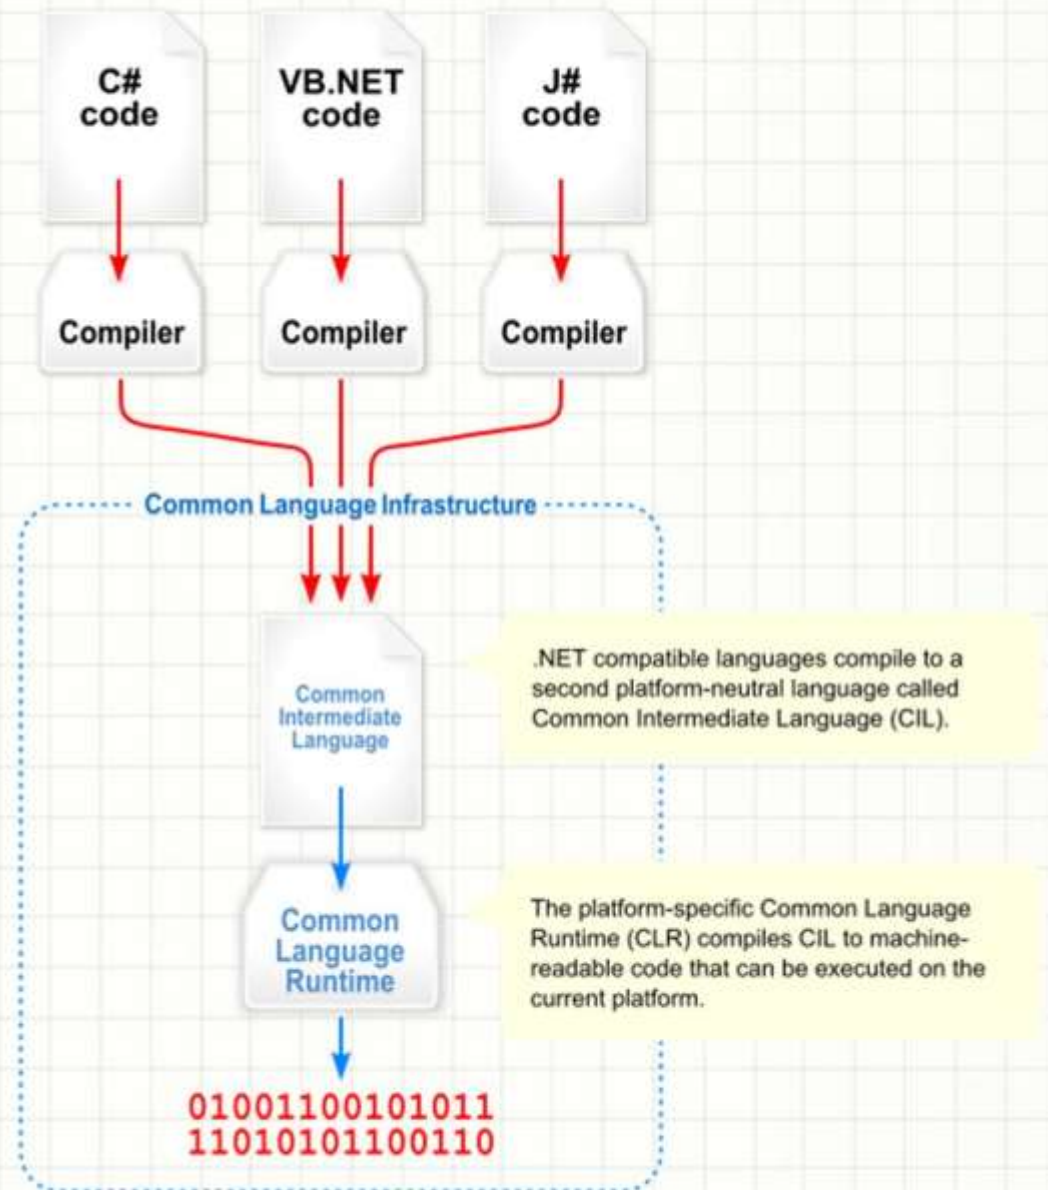 C#
code
VB.NET
code
J#
code
Compiler
Compiler
Compiler
Common Language Infrastructure
Common
Intermediate
Language
.NET compatible languages compile to a
second platform-neutral language called
Common Intermediate Language (CIL).
Common
Language
Runtime
The platform-specific Common Language
Runtime (CLR) compiles CIL to machine-
readable code that can be executed on the
current platform.
01001100101011
11010101100110